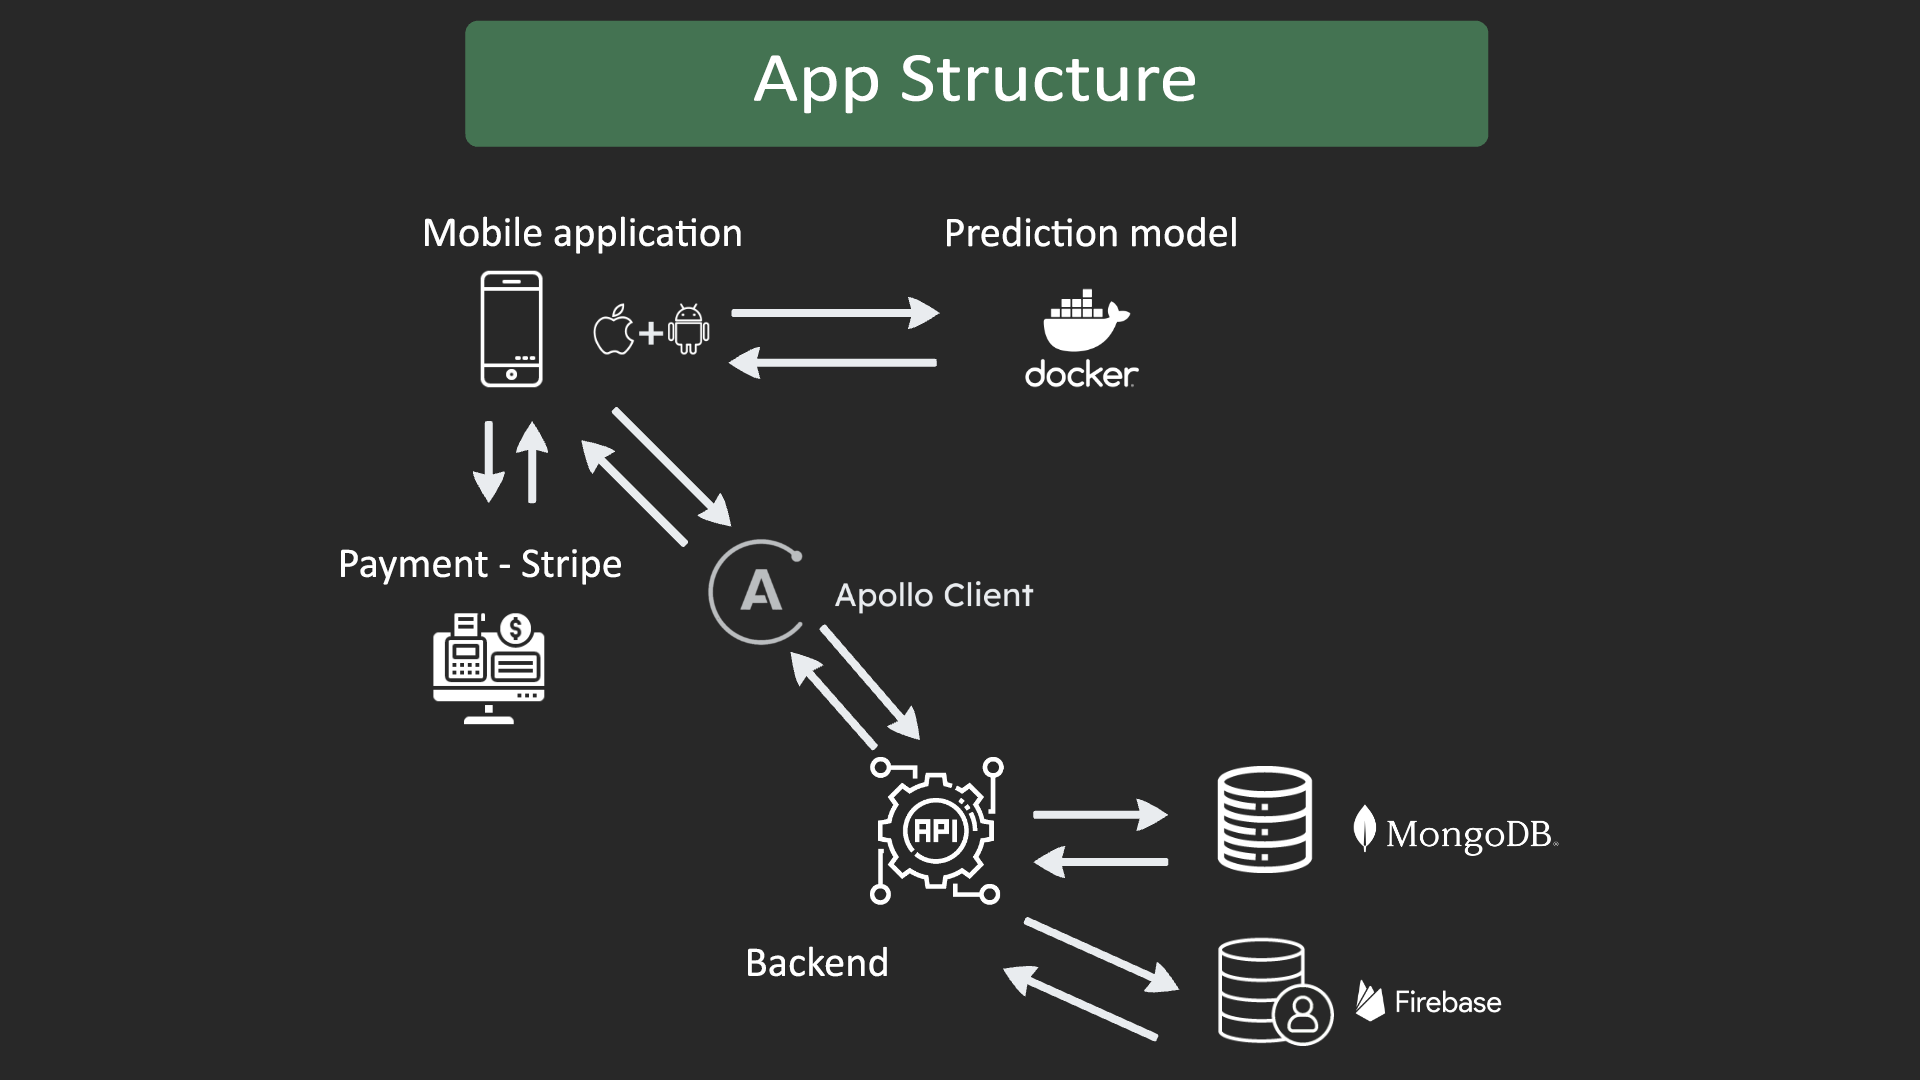 App Structure
Mobile application
Prediction model
docker
Payment - Stripe
$
A
Apollo Client
API
MongoDB®
Backend
Firebase